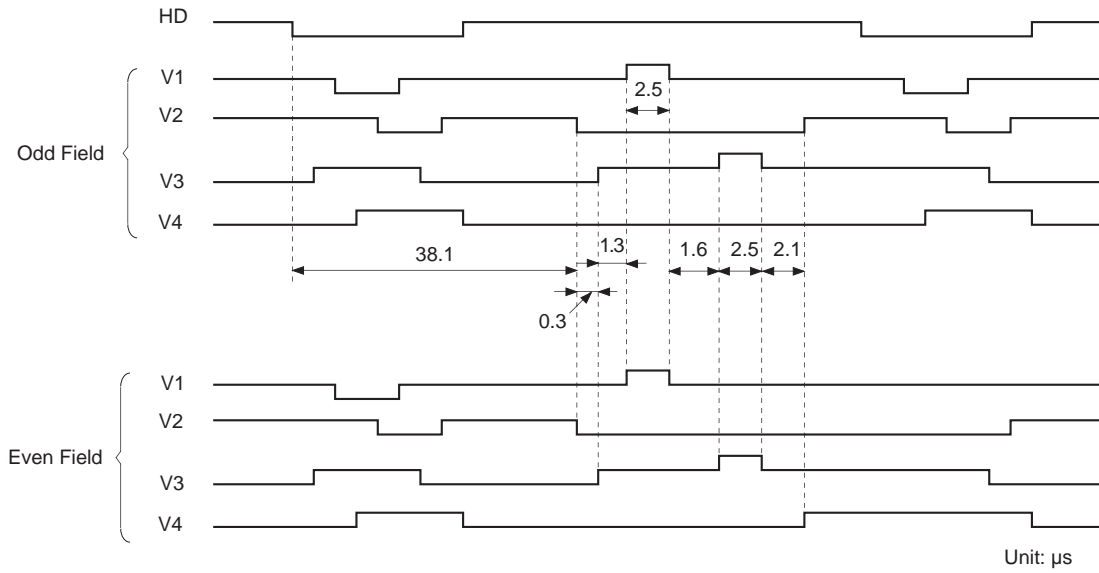 HD
V1
2.5
V2
Odd Field
V3
V4
38.1
1.3
1.6
2.5
2.1
0.3
V1
V2
Even Field
V3
V4
Unit: µs